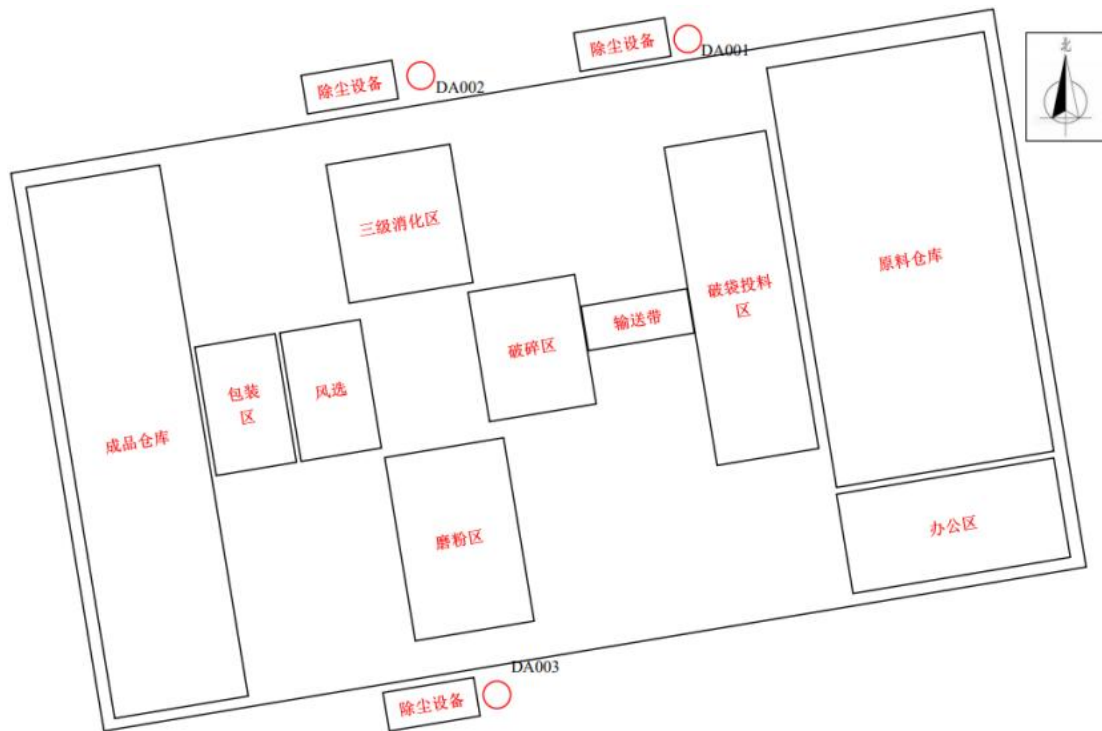 除尘设备
DA001
北
除尘设备
DA002
三级消化区
原料仓库
破袋投料
区
输送带
破碎区
包装
区
风选
成品仓库
磨粉区
办公区
DA003
除尘设备